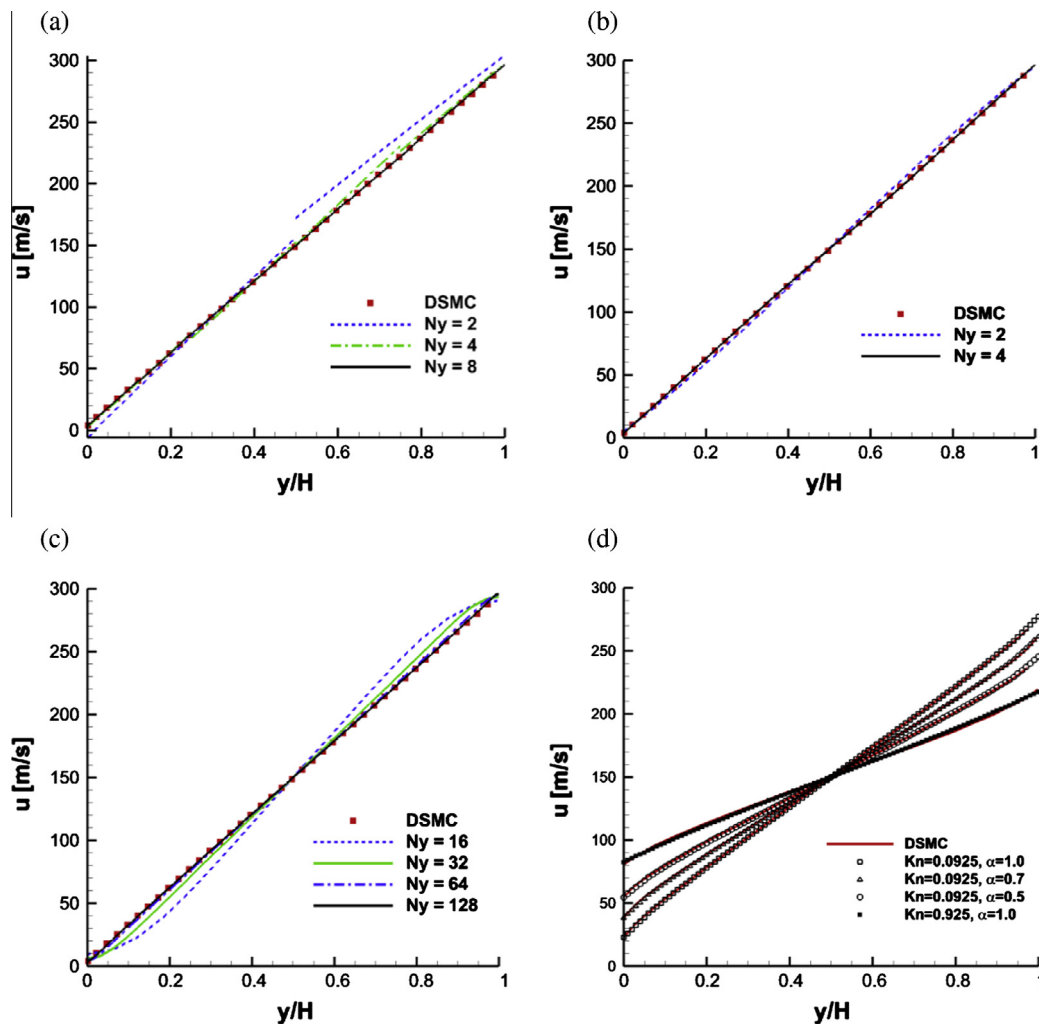 (a)
300
250
200
150
100
50
0
u [m/s]
DSMC
Ny = 2
Ny = 4
Ny = 8
0 0.2 0.4 0.6 0.8 1
y/H
(b)
300
250
200
150
100
50
0
u [m/s]
DSMC
Ny = 2
Ny = 4
0 0.2 0.4 0.6 0.8 1
y/H
(c)
300
250
200
150
100
50
0
u [m/s]
DSMC
Ny = 16
Ny = 32
Ny = 64
Ny = 128
0 0.2 0.4 0.6 0.8 1
y/H
(d)
300
250
200
150
100
50
0
u [m/s]
DSMC
Kn=0.0925, α=1.0
Kn=0.0925, α=0.7
Kn=0.0925, α=0.5
Kn=0.925, α=1.0
0 0.2 0.4 0.6 0.8 1
y/H